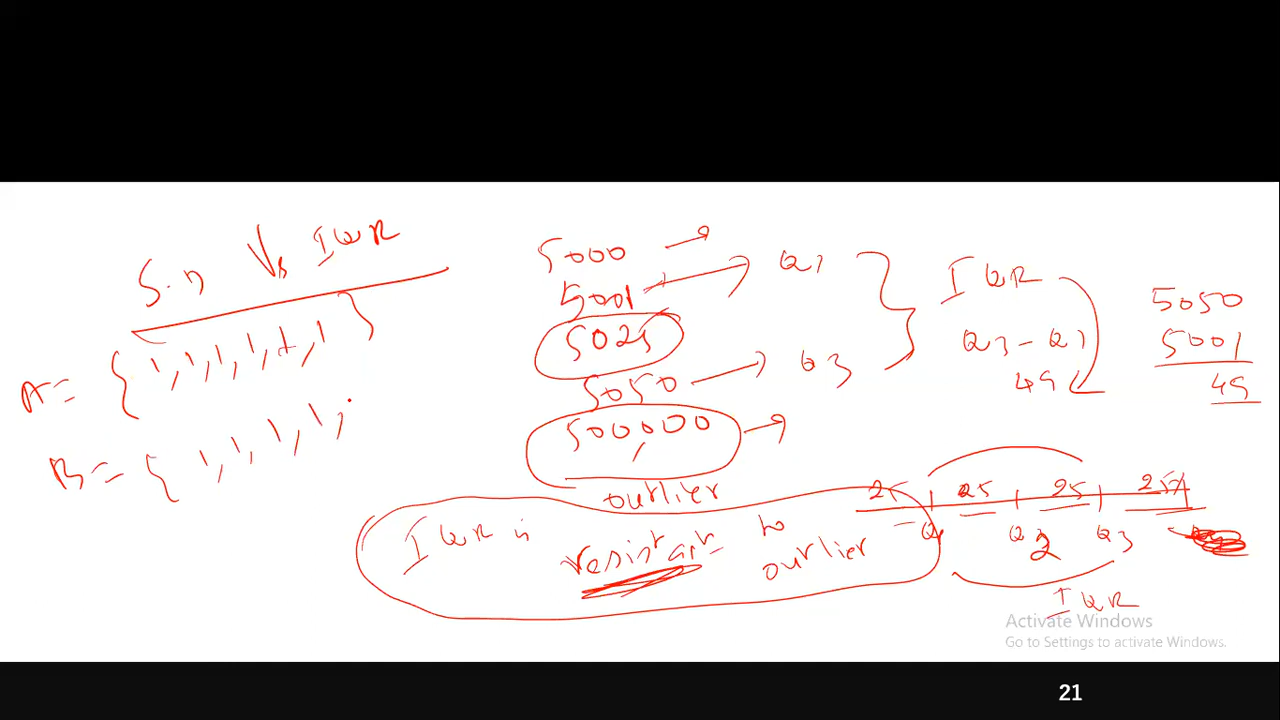 S.D Vs IQR
A = { 1, 1, 1, 1, 1, 1 }
B = { 1, 1, 1, 1,
5000 →
5001 → Q1
5025
5050 → Q3
500,000 →
outlier
IQR
Q3 - Q1
49
5050
5001
49
IQR is resistant to outlier
25 25 25 25%
Q1 Q2 Q3
IQR
Activate Windows
Go to Settings to activate Windows.
21